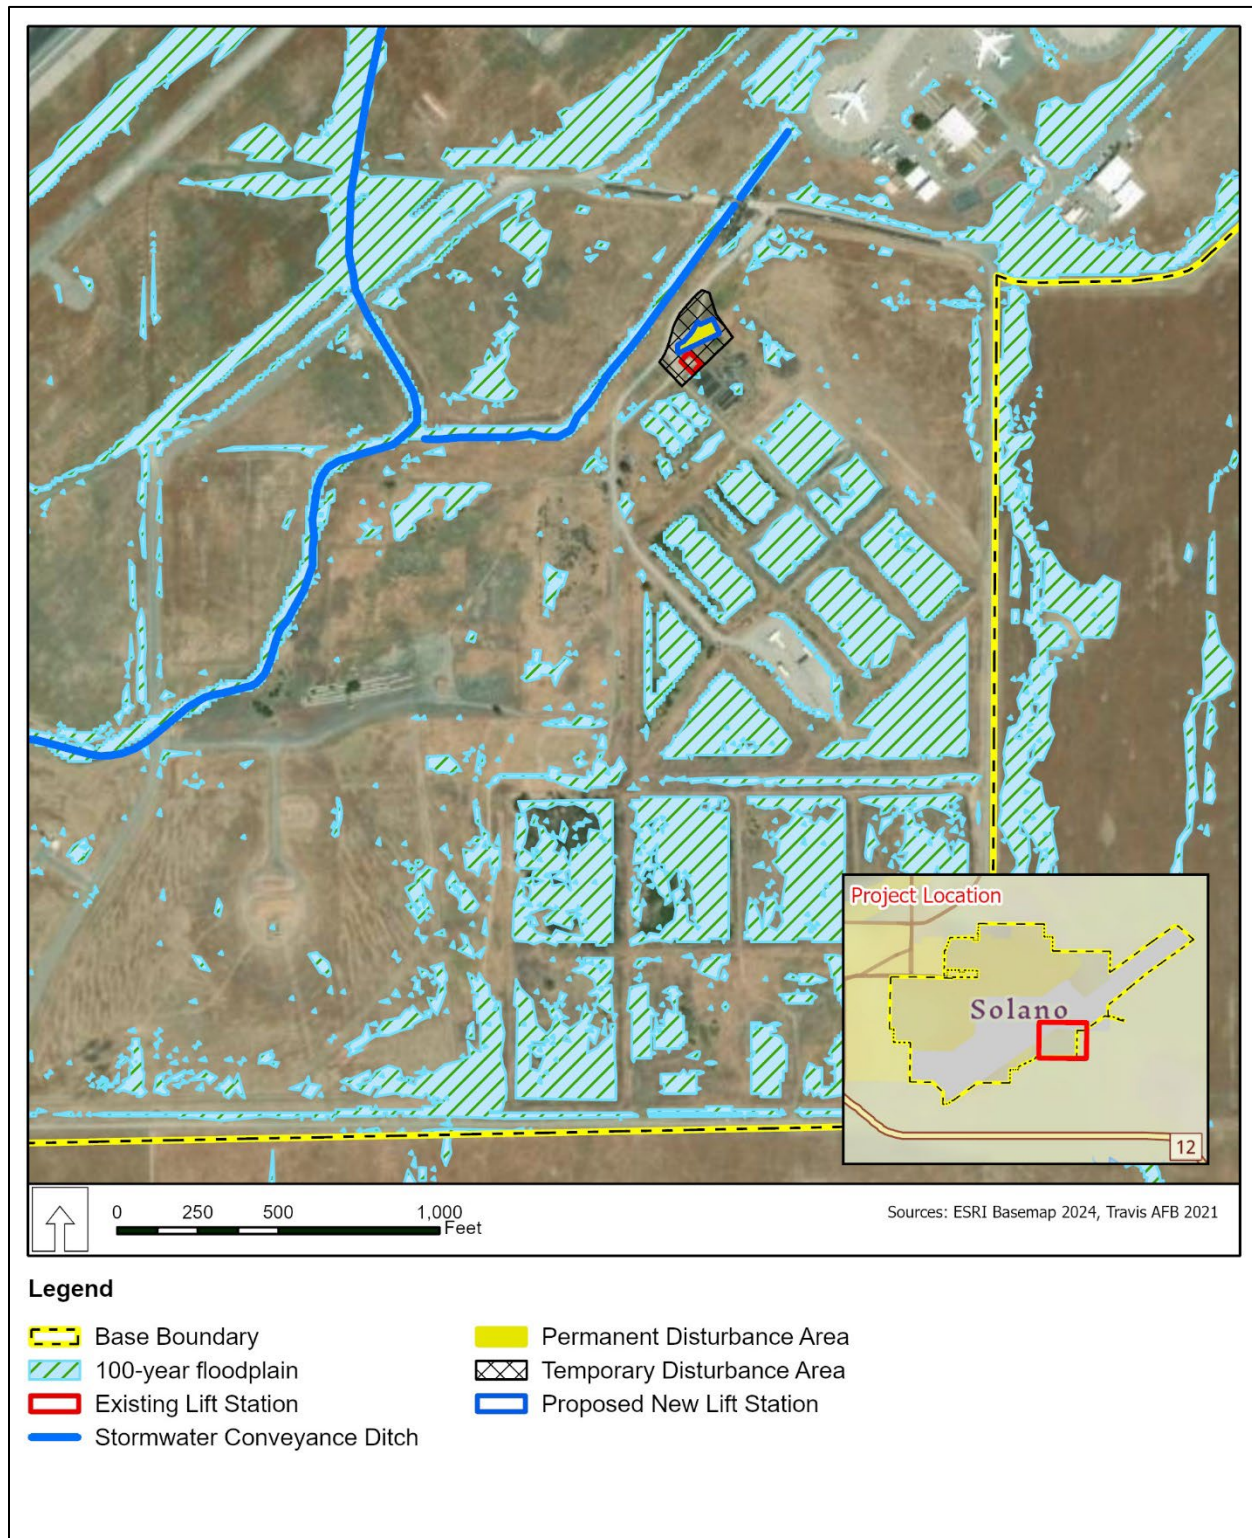 Project Location
Solano
12
0 250 500 1,000
Feet
Sources: ESRI Basemap 2024, Travis AFB 2021
Legend
Base Boundary
100-year floodplain
Existing Lift Station
Stormwater Conveyance Ditch
Permanent Disturbance Area
Temporary Disturbance Area
Proposed New Lift Station